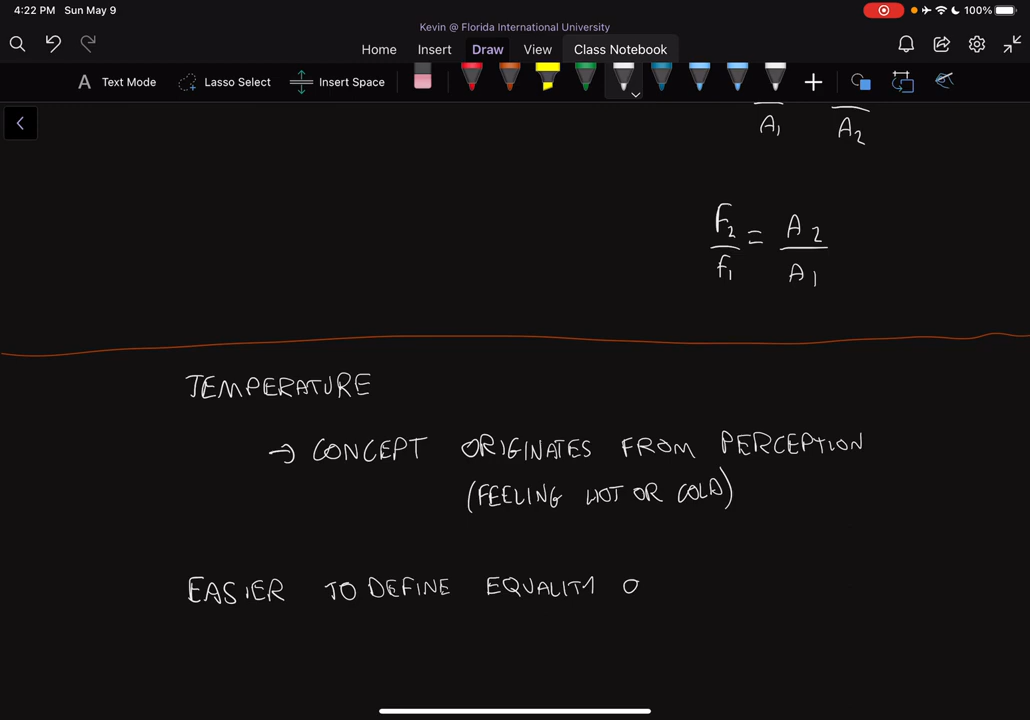 4:22 PM Sun May 9
100%
Kevin @ Florida International University
Home Insert Draw View Class Notebook
A Text Mode Lasso Select Insert Space
A1 A2
F2 = A2
F1 A1
TEMPERATURE
→ CONCEPT ORIGINATES FROM PERCEPTION
(FEELING HOT OR COLD)
EASIER TO DEFINE EQUALITY O